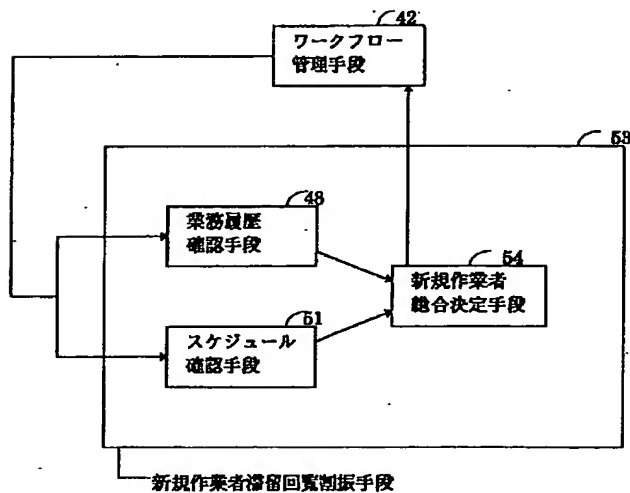 42
ワークフロー
管理手段
53
48
業務履歴
確認手段
54
新規作業者
総合決定手段
51
スケジュール
確認手段
新規作業者滞留回覧割振手段